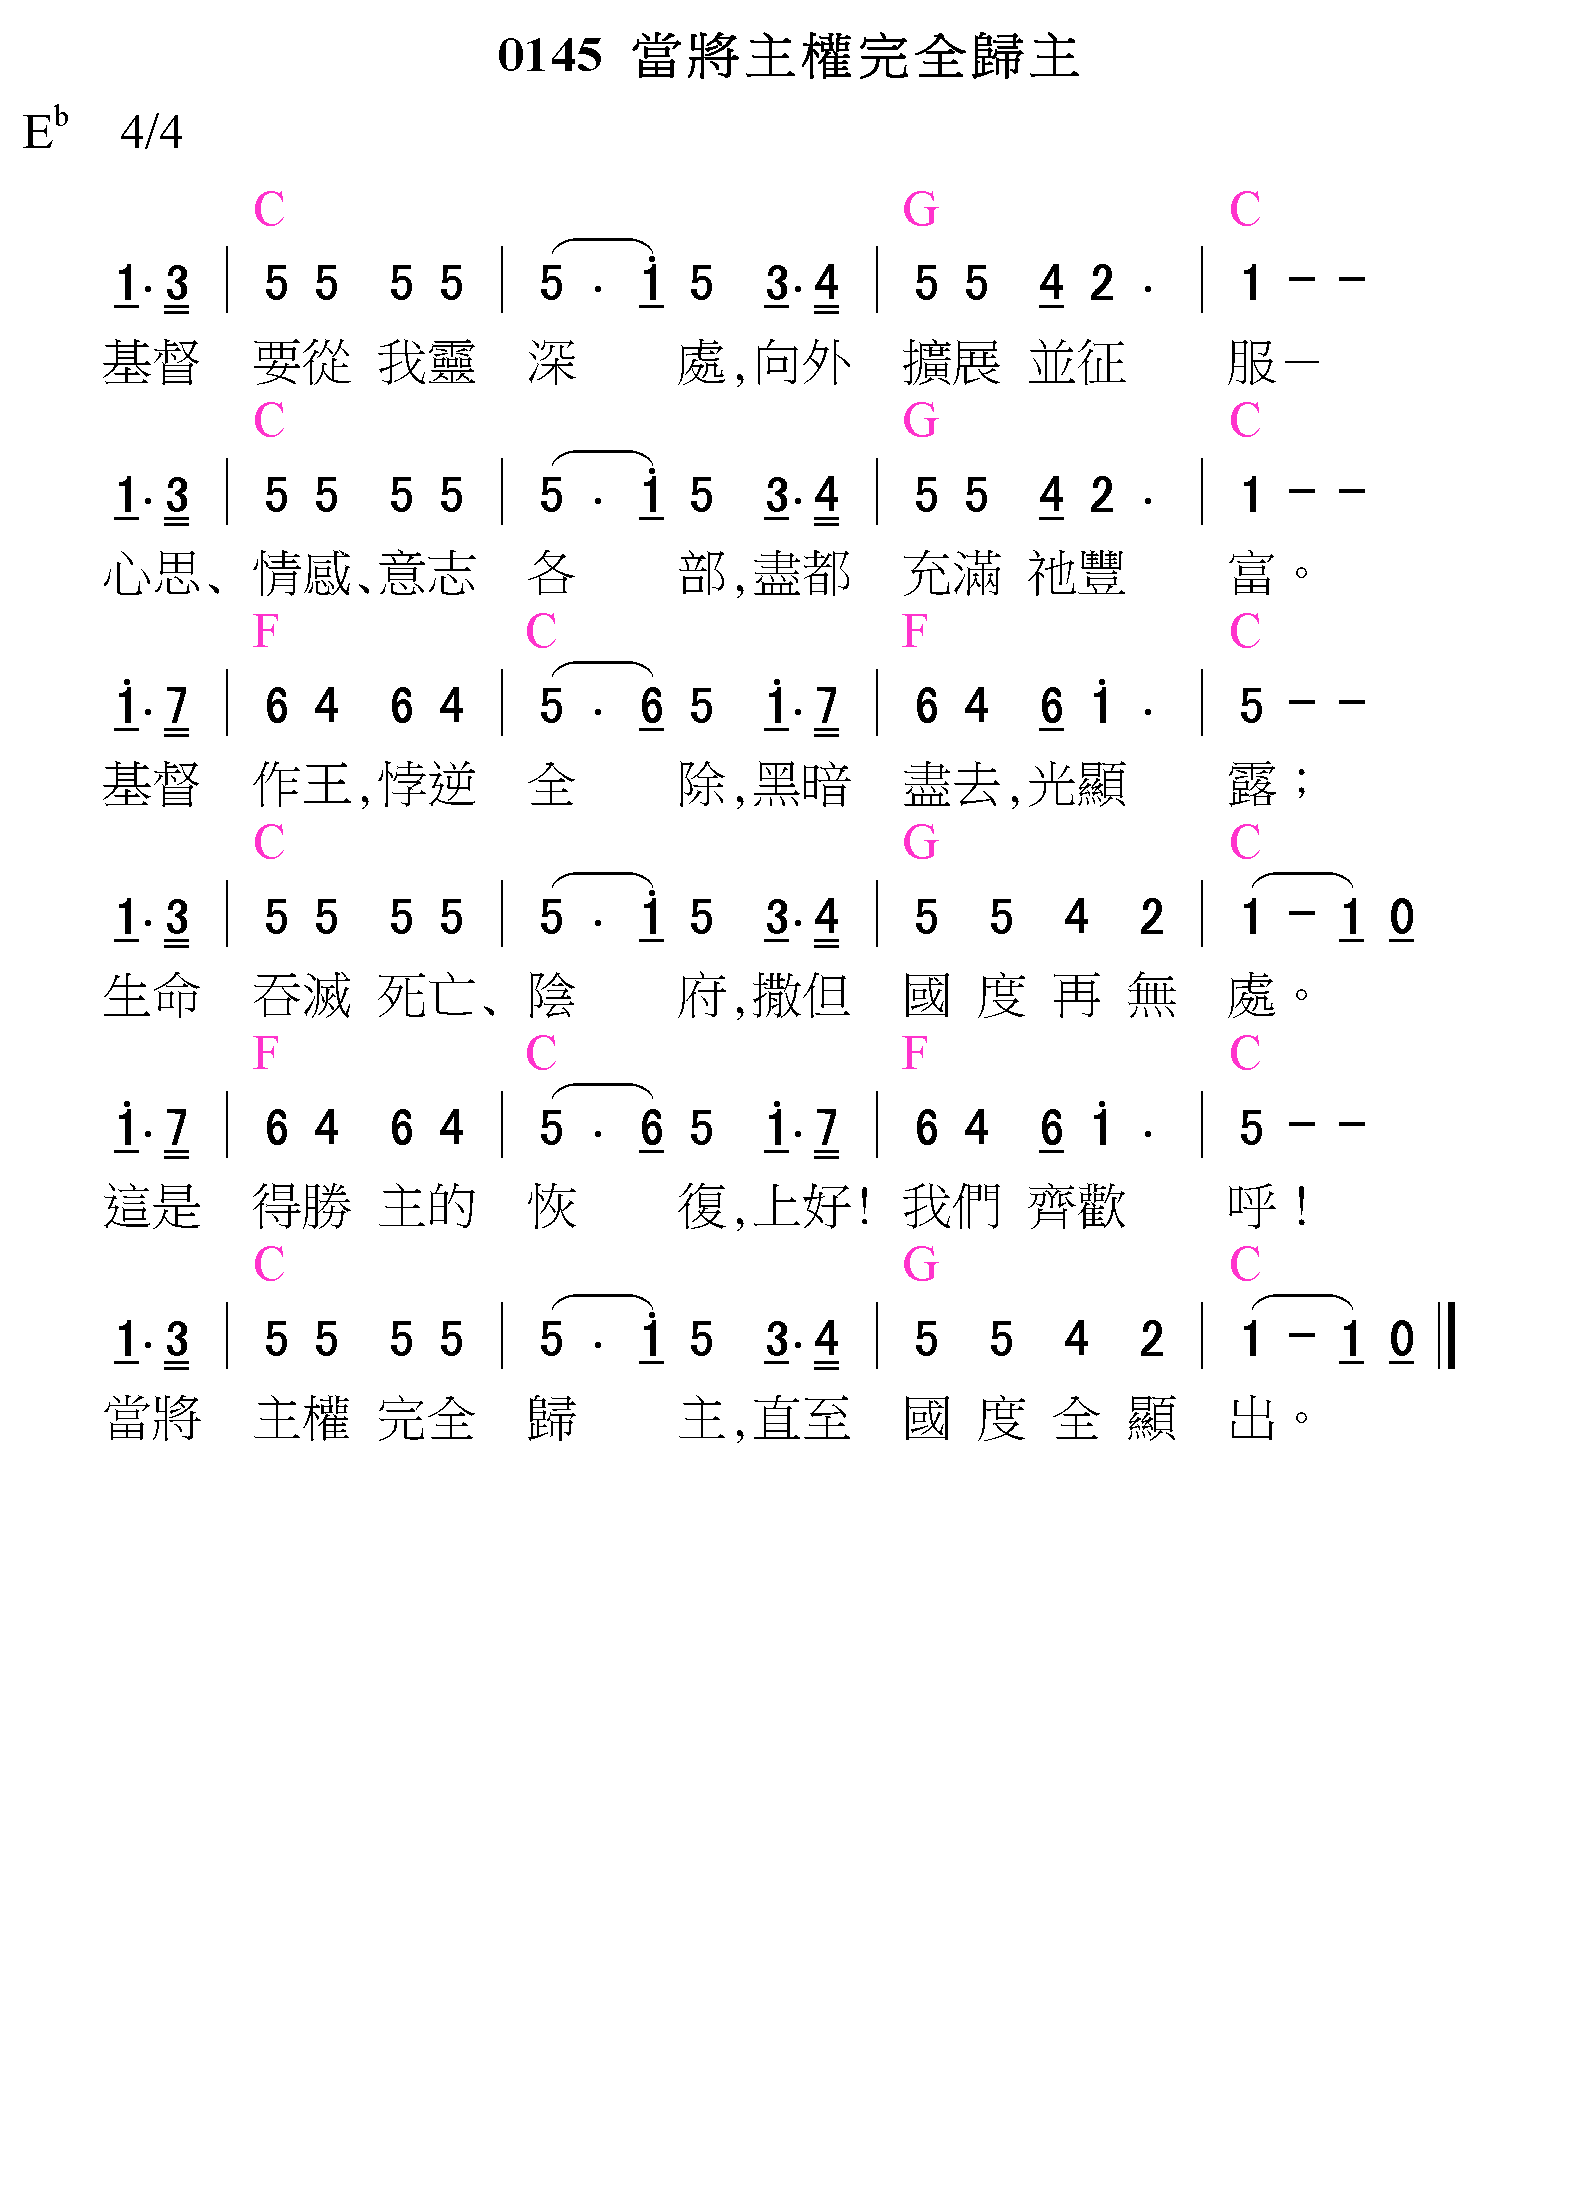 0145 當將主權完全歸主
E♭ 4/4
C G C
1. 3 | 5 5 5 5 | 5 . i 5 3. 4 | 5 5 4 2 . | 1 - -
基督 要從 我靈 深 處,向外 擴展 並征 服－
C G C
1. 3 | 5 5 5 5 | 5 . i 5 3. 4 | 5 5 4 2 . | 1 - -
心思、情感、意志 各 部,盡都 充滿 祂豐 富。
F C F C
i. 7 | 6 4 6 4 | 5 . 6 5 i. 7 | 6 4 6 i . | 5 - -
基督 作王,悖逆 全 除,黑暗 盡去,光顯 露；
C G C
1. 3 | 5 5 5 5 | 5 . i 5 3. 4 | 5 5 4 2 | 1 - 1 0
生命 吞滅 死亡、陰 府,撒但 國 度 再 無 處。
F C F C
i. 7 | 6 4 6 4 | 5 . 6 5 i. 7 | 6 4 6 i . | 5 - -
這是 得勝 主的 恢 復,上好! 我們 齊歡 呼！
C G C
1. 3 | 5 5 5 5 | 5 . i 5 3. 4 | 5 5 4 2 | 1 - 1 0 ‖
當將 主權 完全 歸 主,直至 國 度 全 顯 出。